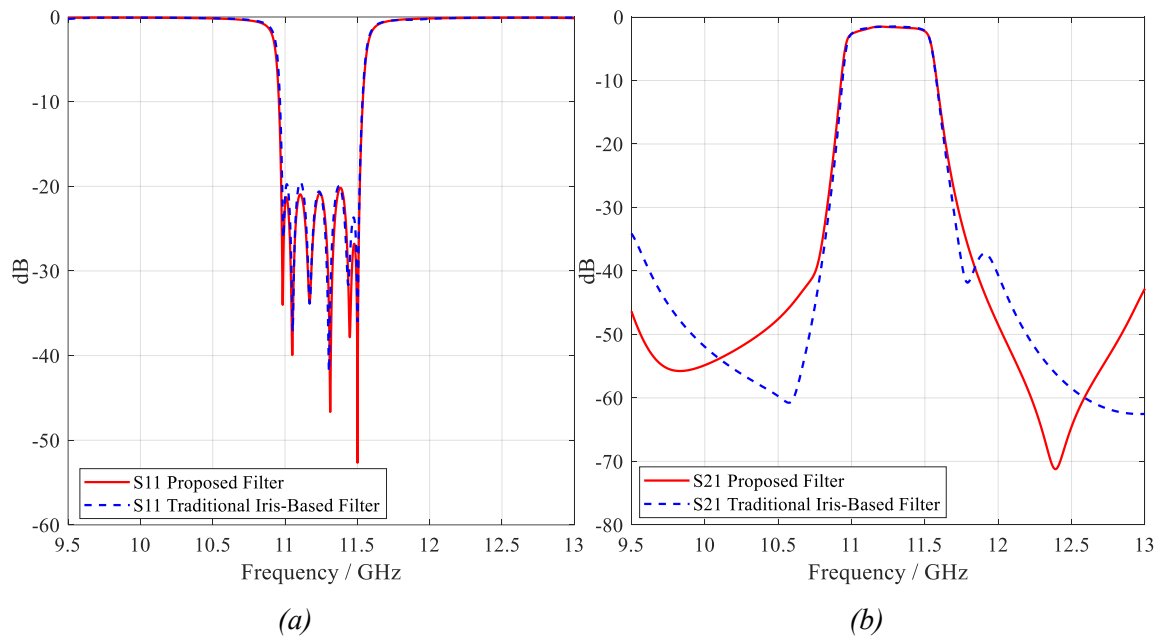 0
-10
-20
-30
-40
-50
-60
dB
9.5 10 10.5 11 11.5 12 12.5 13
Frequency / GHz
S11 Proposed Filter
S11 Traditional Iris-Based Filter
(a)
0
-10
-20
-30
-40
-50
-60
-70
-80
dB
9.5 10 10.5 11 11.5 12 12.5 13
Frequency / GHz
S21 Proposed Filter
S21 Traditional Iris-Based Filter
(b)